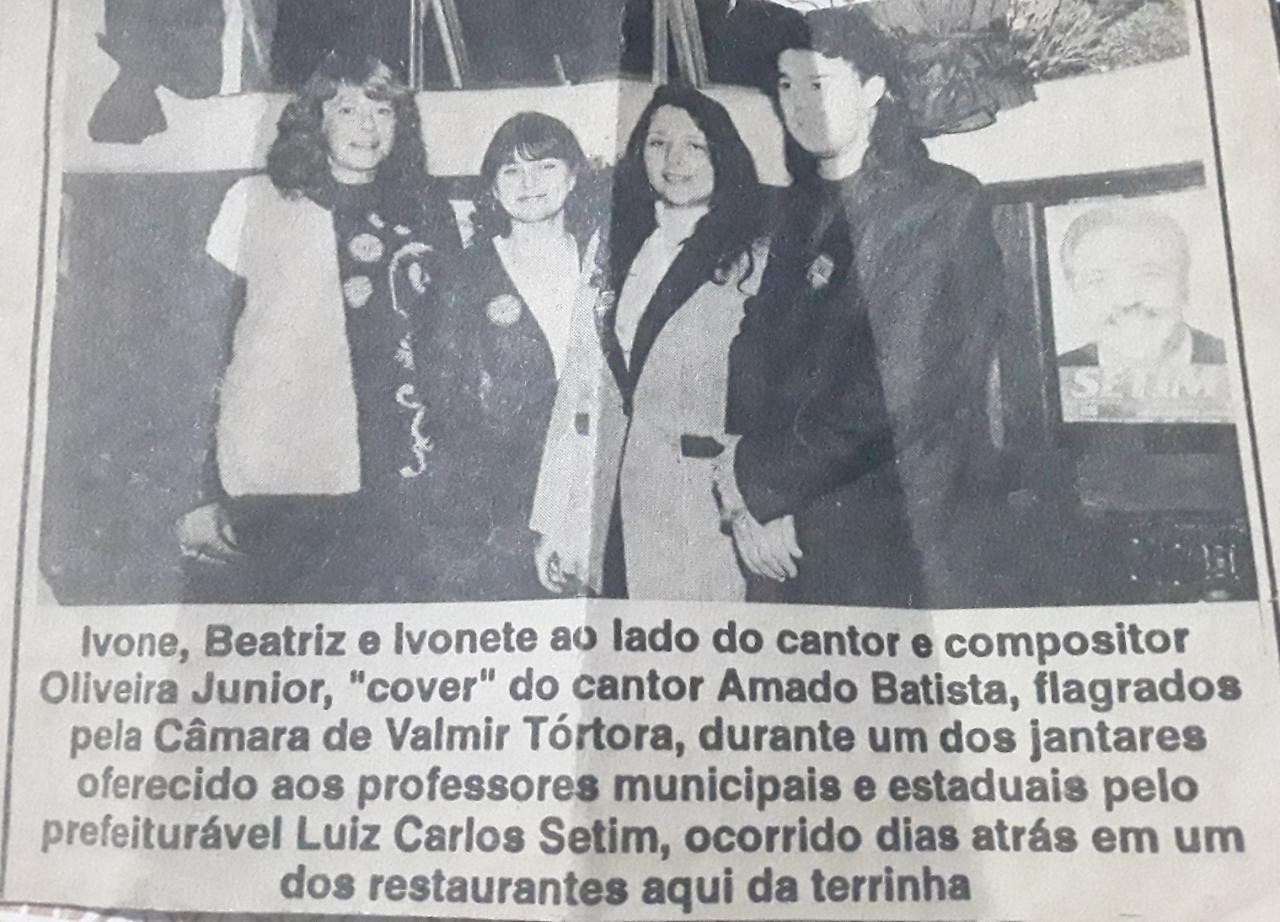 SETIM
Ivone, Beatriz e Ivonete ao lado do cantor e compositor
Oliveira Junior, "cover" do cantor Amado Batista, flagrados
pela Câmara de Valmir Tórtora, durante um dos jantares
oferecido aos professores municipais e estaduais pelo
prefeiturável Luiz Carlos Setim, ocorrido dias atrás em um
dos restaurantes aqui da terrinha